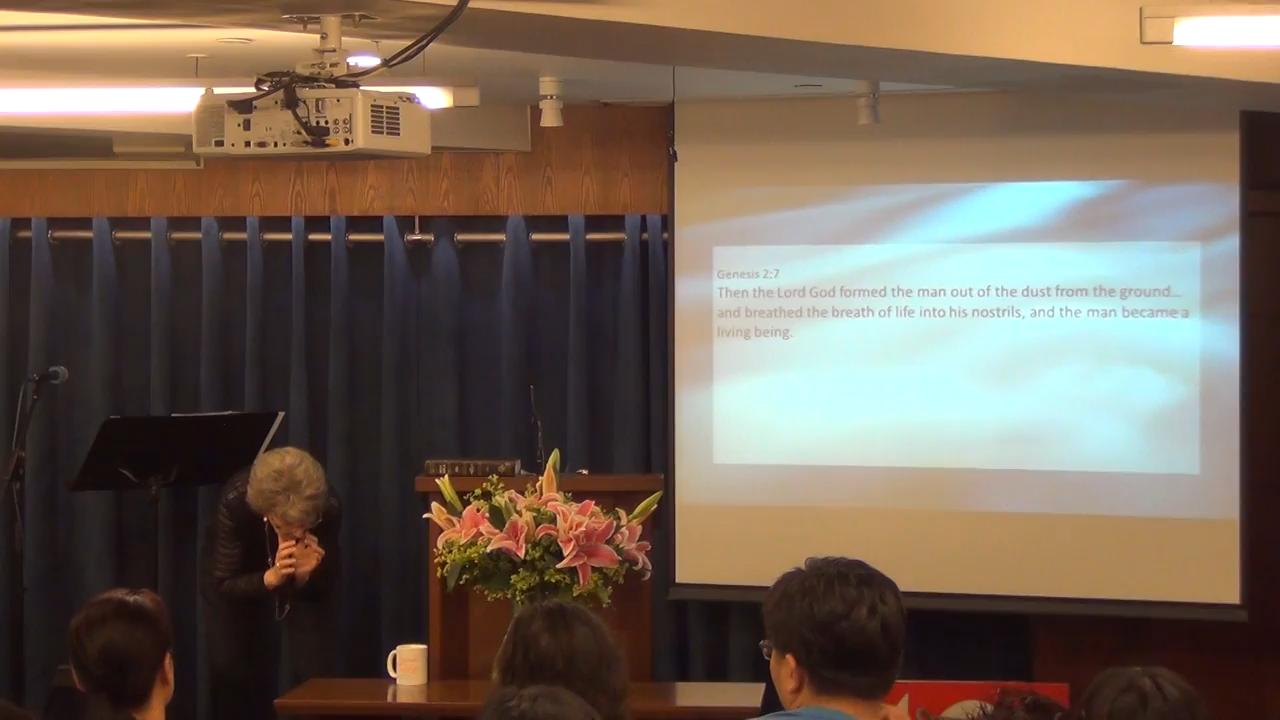 Genesis 2:7
Then the Lord God formed the man out of the dust from the ground...
and breathed the breath of life into his nostrils, and the man became a
living being.